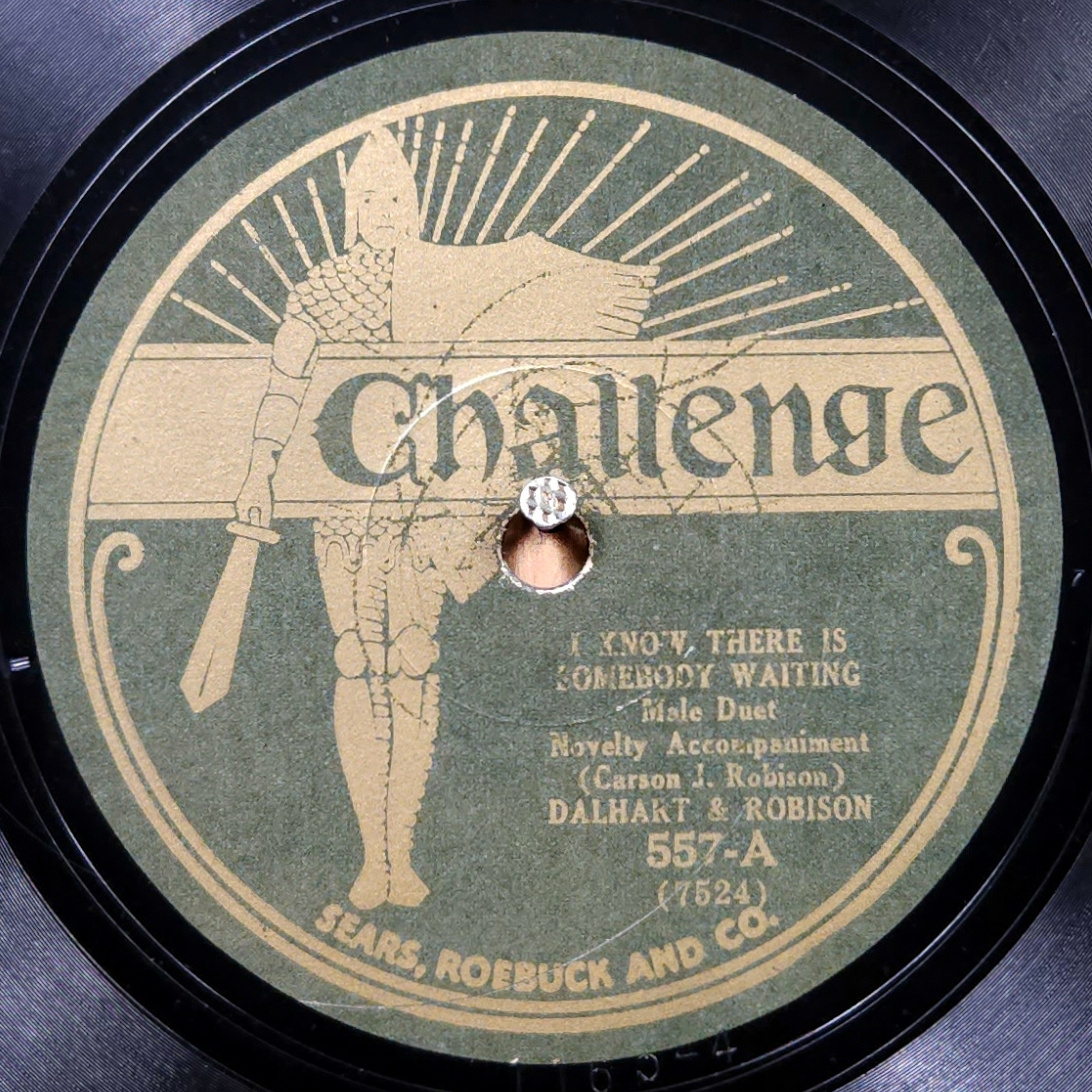 Challenge
I KNOW THERE IS
SOMEBODY WAITING
Male Duet
Novelty Accompaniment
(Carson J. Robison)
DALHART & ROBISON
557-A
(7524)
SEARS, ROEBUCK AND CO.